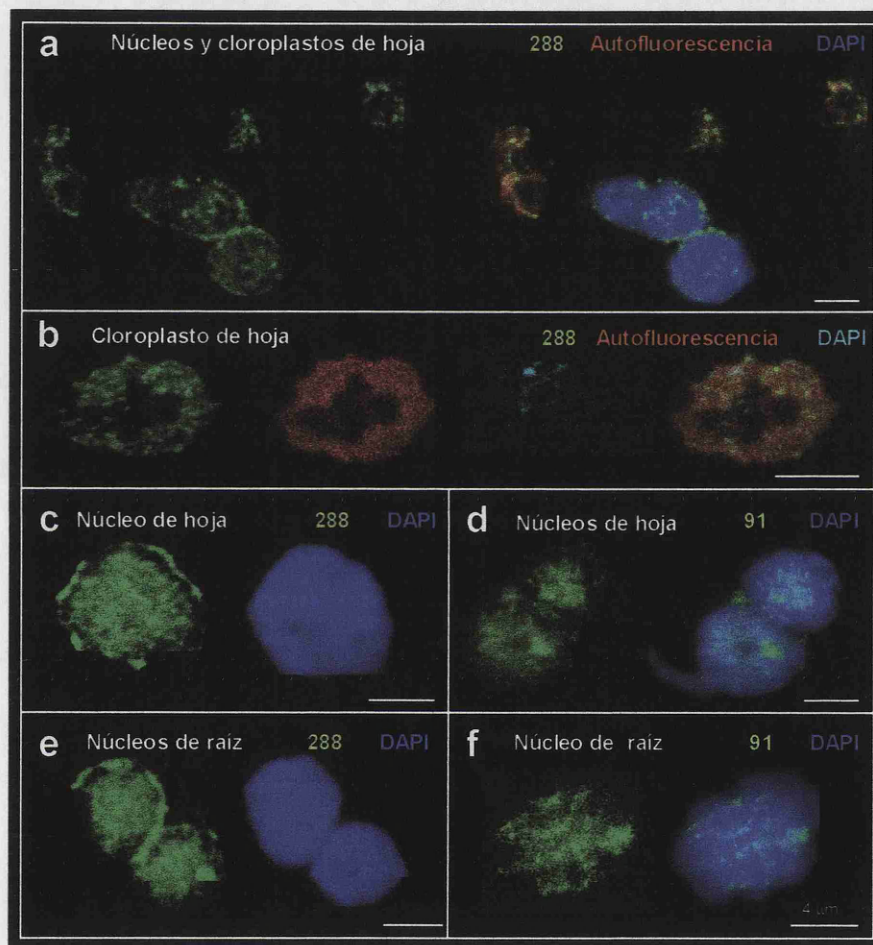 a Núcleos y cloroplastos de hoja 288 Autofluorescencia DAPI
b Cloroplasto de hoja 288 Autofluorescencia DAPI
c Núcleo de hoja 288 DAPI
d Núcleos de hoja 91 DAPI
e Núcleos de raíz 288 DAPI
f Núcleo de raíz 91 DAPI
4 µm